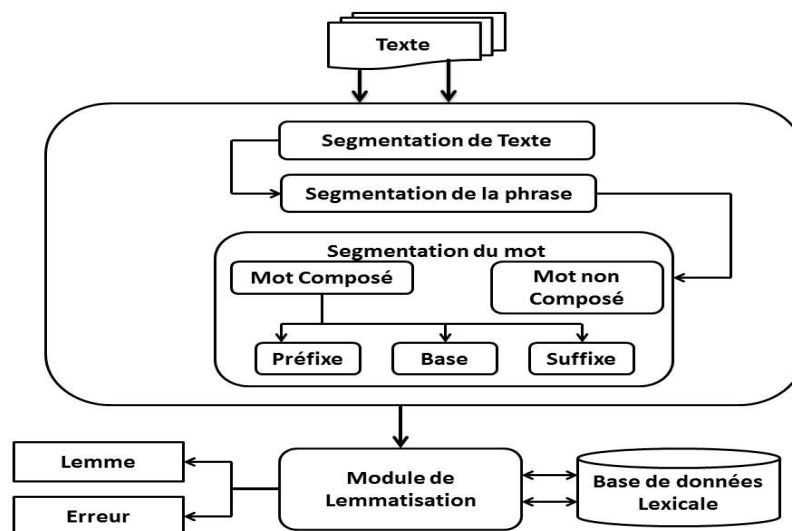 Texte
Segmentation de Texte
Segmentation de la phrase
Segmentation du mot
Mot Composé
Mot non
Composé
Préfixe
Base
Suffixe
Lemme
Erreur
Module de
Lemmatisation
Base de données
Lexicale